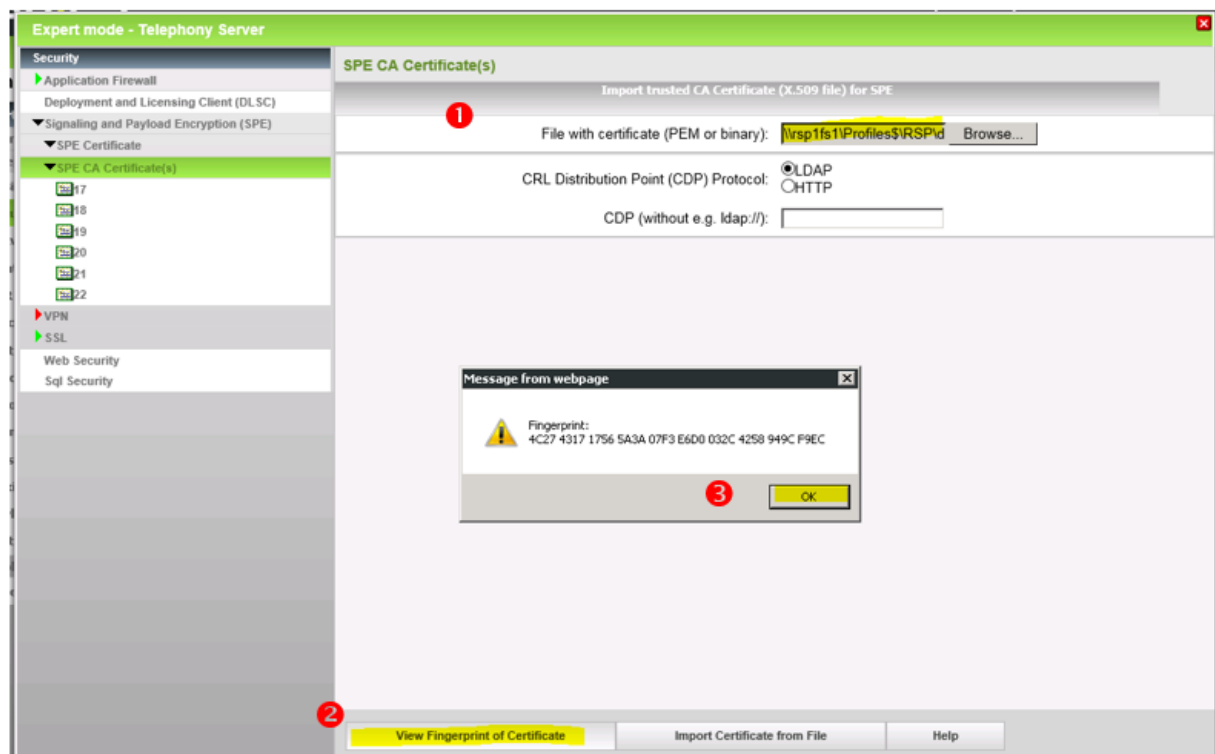 Expert mode - Telephony Server
Security
Application Firewall
Deployment and Licensing Client (DLSC)
Signaling and Payload Encryption (SPE)
SPE Certificate
SPE CA Certificate(s)
17
18
19
20
21
22
VPN
SSL
Web Security
Sql Security
SPE CA Certificate(s)
Import trusted CA Certificate (X.509 file) for SPE
1
File with certificate (PEM or binary): \\rsp1fs1\Profiles$\RSP\d Browse...
CRL Distribution Point (CDP) Protocol: LDAP
HTTP
CDP (without e.g. ldap://):
Message from webpage
Fingerprint:
4C27 4317 1756 5A3A 07F3 E6D0 032C 4258 949C F9EC
3 OK
2
View Fingerprint of Certificate Import Certificate from File Help